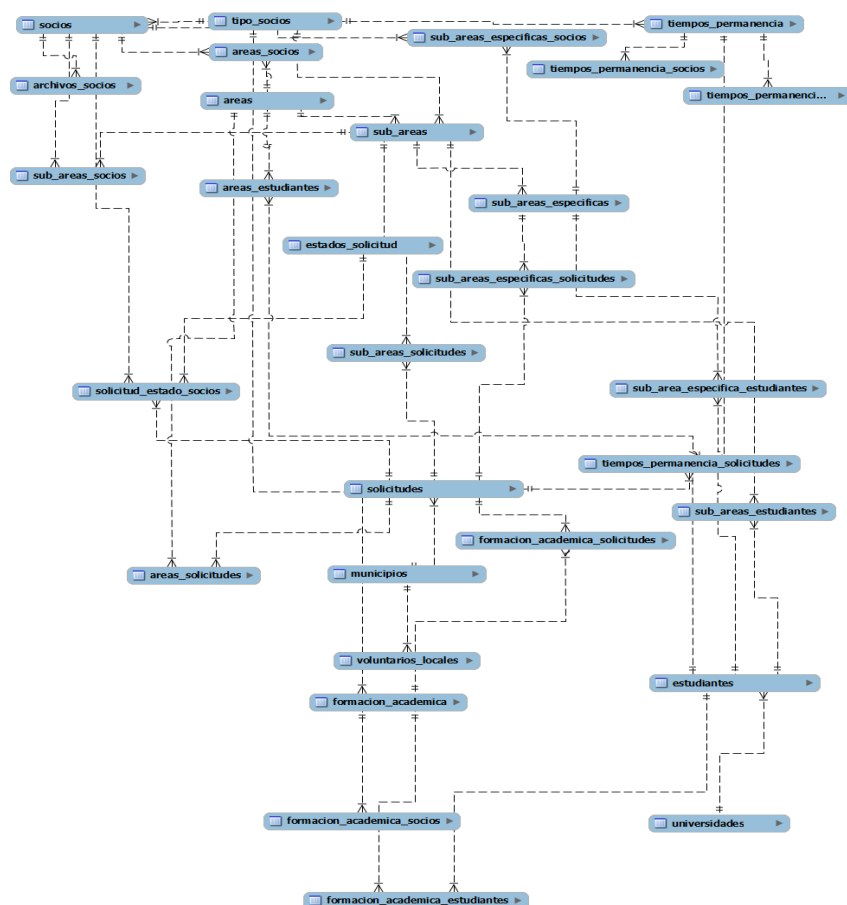 socios
tipo_socios
tiempos_permanencia
sub_areas_especificas_socios
areas_socios
tiempos_permanencia_socios
archivos_socios
tiempos_permanenci...
areas
sub_areas
sub_areas_socios
areas_estudiantes
sub_areas_especificas
estados_solicitud
sub_areas_especificas_solicitudes
sub_areas_solicitudes
solicitud_estado_socios
sub_area_especifica_estudiantes
tiempos_permanencia_solicitudes
solicitudes
sub_areas_estudiantes
formacion_academica_solicitudes
areas_solicitudes
municipios
voluntarios_locales
estudiantes
formacion_academica
formacion_academica_socios
universidades
formacion_academica_estudiantes